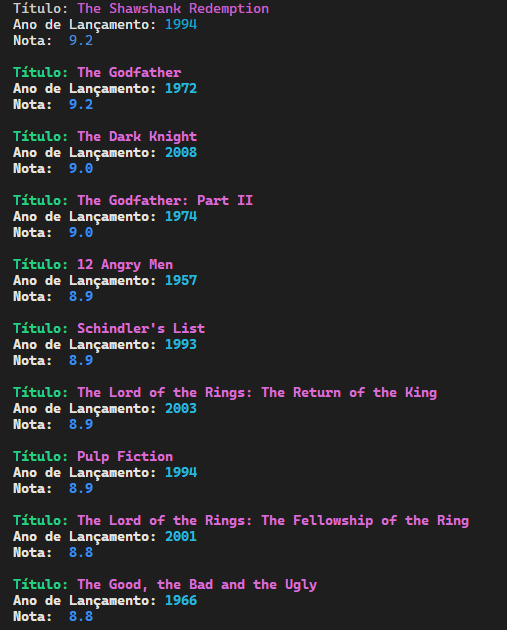 Título: The Shawshank Redemption
Ano de Lançamento: 1994
Nota: 9.2
Título: The Godfather
Ano de Lançamento: 1972
Nota: 9.2
Título: The Dark Knight
Ano de Lançamento: 2008
Nota: 9.0
Título: The Godfather: Part II
Ano de Lançamento: 1974
Nota: 9.0
Título: 12 Angry Men
Ano de Lançamento: 1957
Nota: 8.9
Título: Schindler's List
Ano de Lançamento: 1993
Nota: 8.9
Título: The Lord of the Rings: The Return of the King
Ano de Lançamento: 2003
Nota: 8.9
Título: Pulp Fiction
Ano de Lançamento: 1994
Nota: 8.9
Título: The Lord of the Rings: The Fellowship of the Ring
Ano de Lançamento: 2001
Nota: 8.8
Título: The Good, the Bad and the Ugly
Ano de Lançamento: 1966
Nota: 8.8